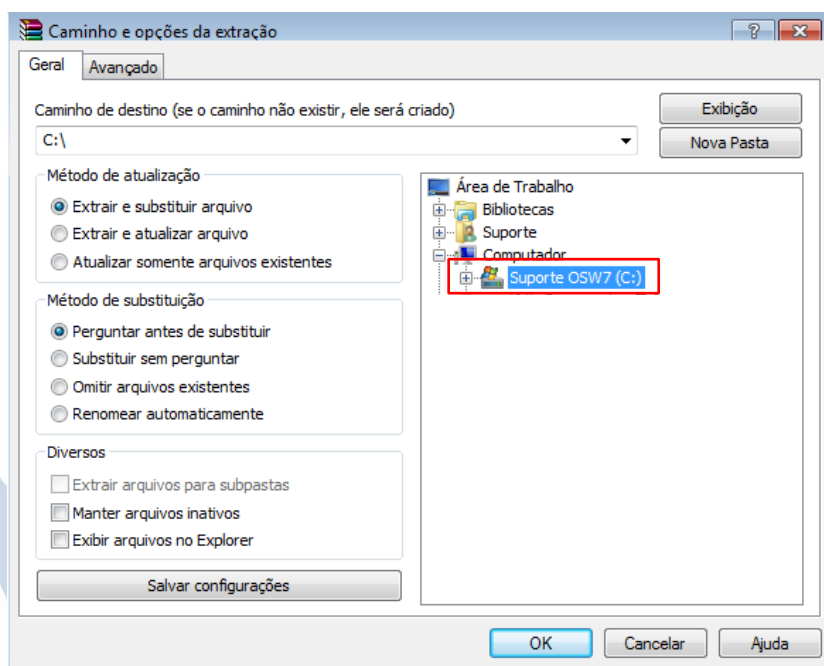 Caminho e opções da extração
Geral
Avançado
Caminho de destino (se o caminho não existir, ele será criado)
Exibição
C:\
Nova Pasta
Método de atualização
Extrair e substituir arquivo
Extrair e atualizar arquivo
Atualizar somente arquivos existentes
Método de substituição
Perguntar antes de substituir
Substituir sem perguntar
Omitir arquivos existentes
Renomear automaticamente
Diversos
Extrair arquivos para subpastas
Manter arquivos inativos
Exibir arquivos no Explorer
Salvar configurações
Área de Trabalho
Bibliotecas
Suporte
Computador
Suporte OSW7 (C:)
OK
Cancelar
Ajuda